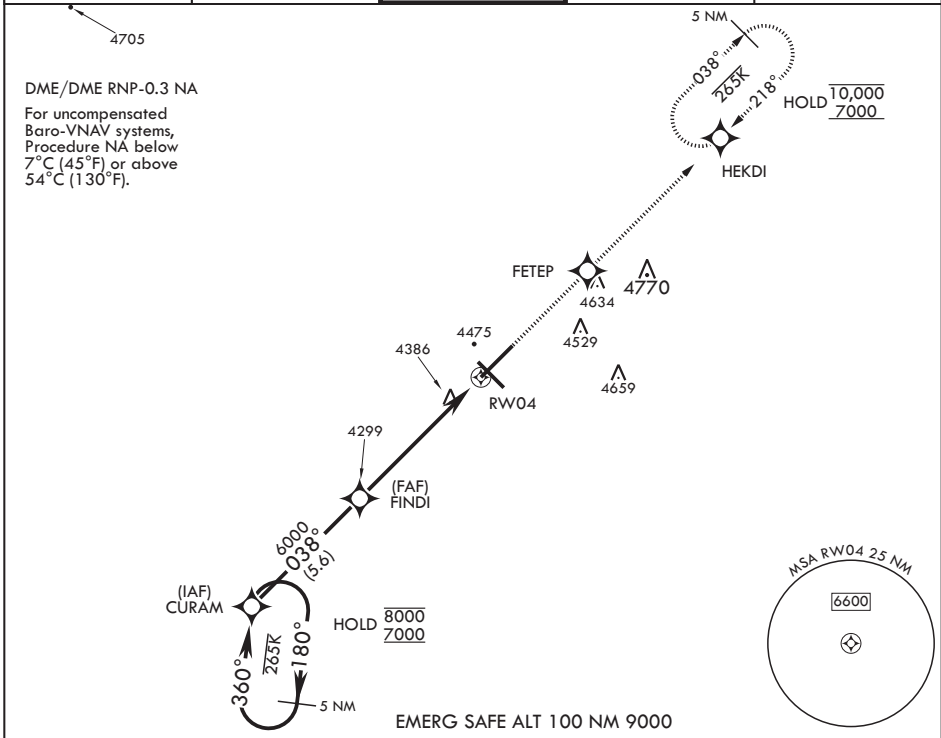 4705
DME/DME RNP-0.3 NA
For uncompensated
Baro-VNAV systems,
Procedure NA below
7°C (45°F) or above
54°C (130°F).
5 NM
038°
265K
218°
HOLD 10,000
7000
HEKDI
FETEP
4634
4770
4529
4659
4475
4386
RW04
4299
(FAF)
FINDI
6000
038°
(5.6)
(IAF)
CURAM
HOLD 8000
7000
360°
265K
180°
5 NM
MSA RW04 25 NM
6600
EMERG SAFE ALT 100 NM 9000